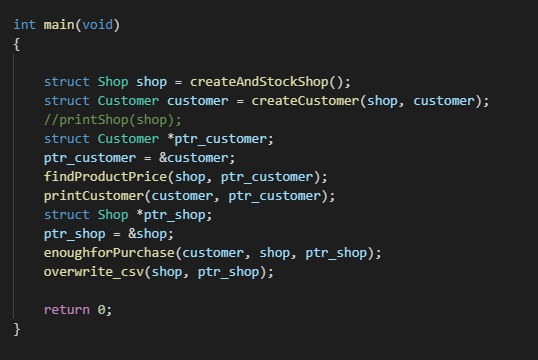 int main(void)
{
struct Shop shop = createAndStockShop();
struct Customer customer = createCustomer(shop, customer);
//printShop(shop);
struct Customer *ptr_customer;
ptr_customer = &customer;
findProductPrice(shop, ptr_customer);
printCustomer(customer, ptr_customer);
struct Shop *ptr_shop;
ptr_shop = &shop;
enoughforPurchase(customer, shop, ptr_shop);
overwrite_csv(shop, ptr_shop);
return 0;
}